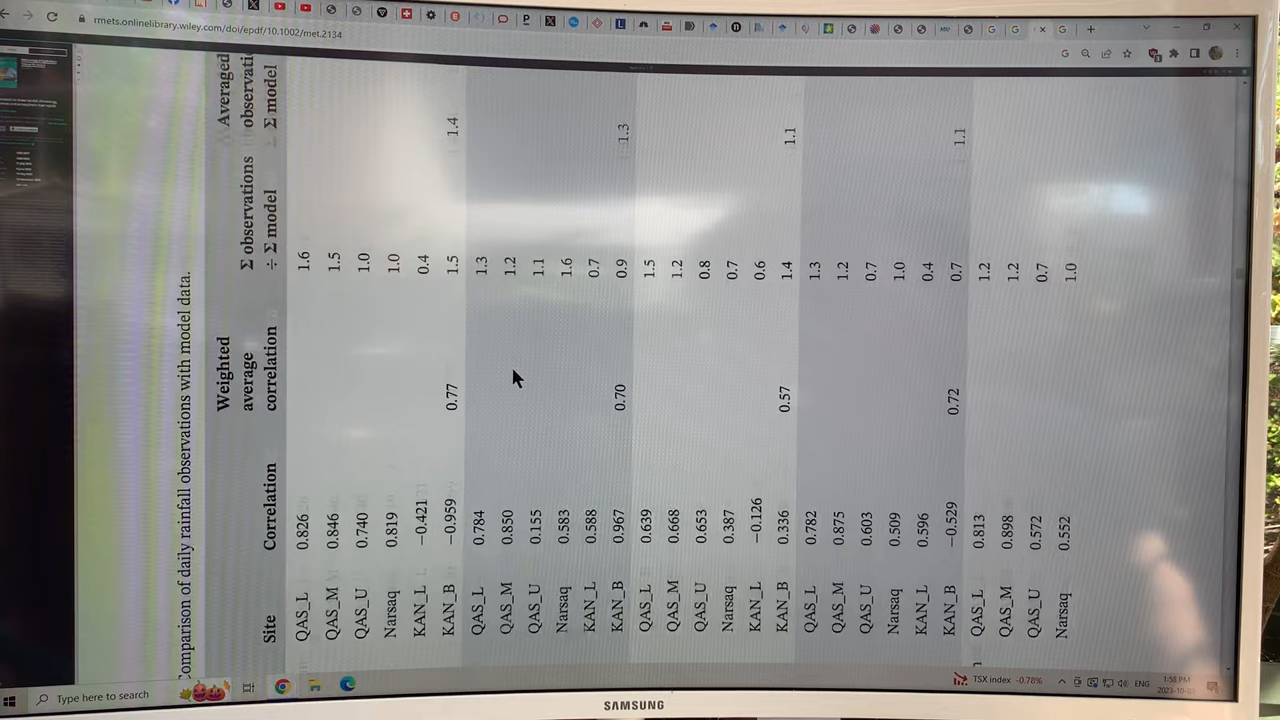 rmets.onlinelibrary.wiley.com/doi/epdf/10.1002/met.2134
Comparison of daily rainfall observations with model data.
Weighted Averaged
average Σ observations observati
Site Correlation correlation ÷ Σ model Σ model
QAS_L 0.826 1.6
QAS_M 0.846 1.5
QAS_U 0.740 1.0
Narsaq 0.819 1.0
KAN_L −0.421 0.4
KAN_B −0.959 0.77 1.5 1.4
QAS_L 0.784 1.3
QAS_M 0.850 1.2
QAS_U 0.155 1.1
Narsaq 0.583 1.6
KAN_L 0.588 0.7
KAN_B 0.967 0.70 0.9 1.3
QAS_L 0.639 1.5
QAS_M 0.668 1.2
QAS_U 0.653 0.8
Narsaq 0.387 0.7
KAN_L −0.126 0.6
KAN_B 0.336 0.57 1.4 1.1
QAS_L 0.782 1.3
QAS_M 0.875 1.2
QAS_U 0.603 0.7
Narsaq 0.509 1.0
KAN_L 0.596 0.4
KAN_B −0.529 0.72 0.7 1.1
QAS_L 0.813 1.2
QAS_M 0.898 1.2
QAS_U 0.572 0.7
Narsaq 0.552 1.0
Type here to search
TSX index -0.78%
ENG
1:58 PM
SAMSUNG